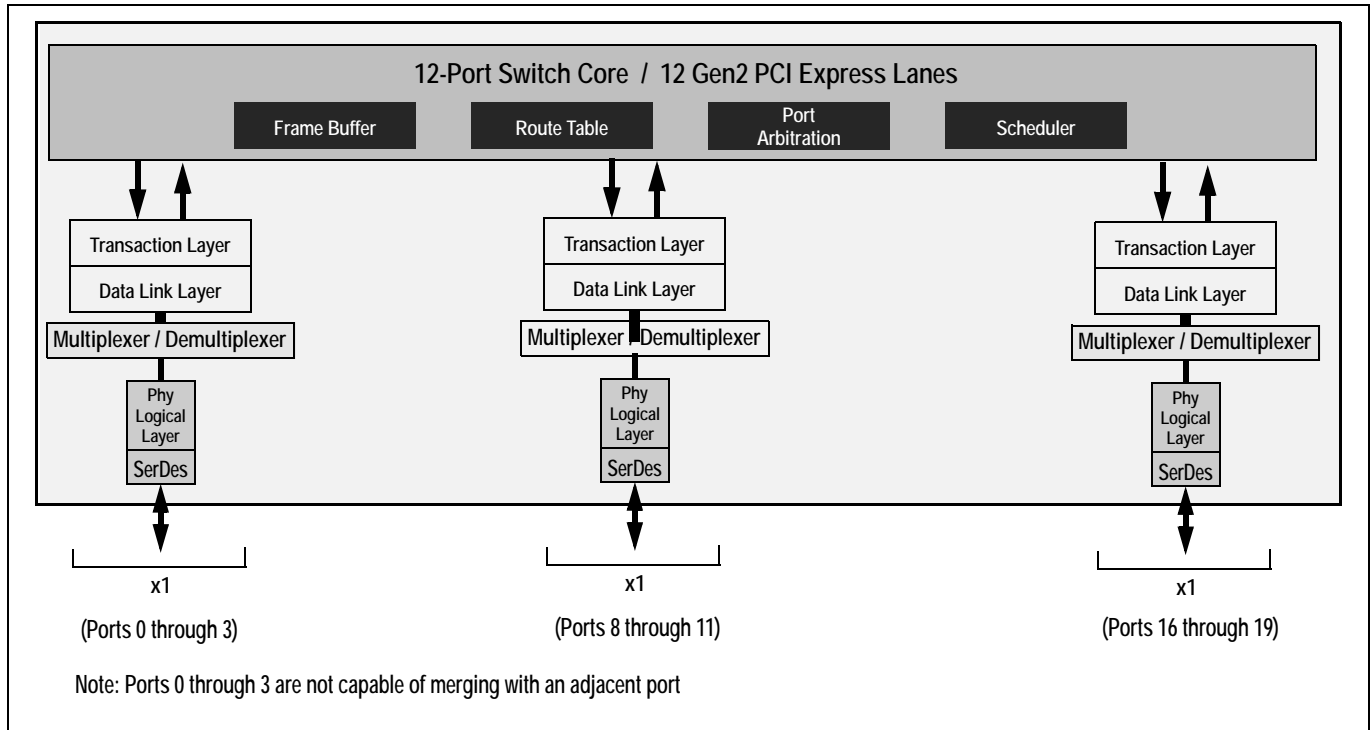 12-Port Switch Core / 12 Gen2 PCI Express Lanes
Frame Buffer
Route Table
Port
Arbitration
Scheduler
Transaction Layer
Data Link Layer
Multiplexer / Demultiplexer
Phy
Logical
Layer
SerDes
x1
(Ports 0 through 3)
Transaction Layer
Data Link Layer
Multiplexer / Demultiplexer
Phy
Logical
Layer
SerDes
x1
(Ports 8 through 11)
Transaction Layer
Data Link Layer
Multiplexer / Demultiplexer
Phy
Logical
Layer
SerDes
x1
(Ports 16 through 19)
Note: Ports 0 through 3 are not capable of merging with an adjacent port